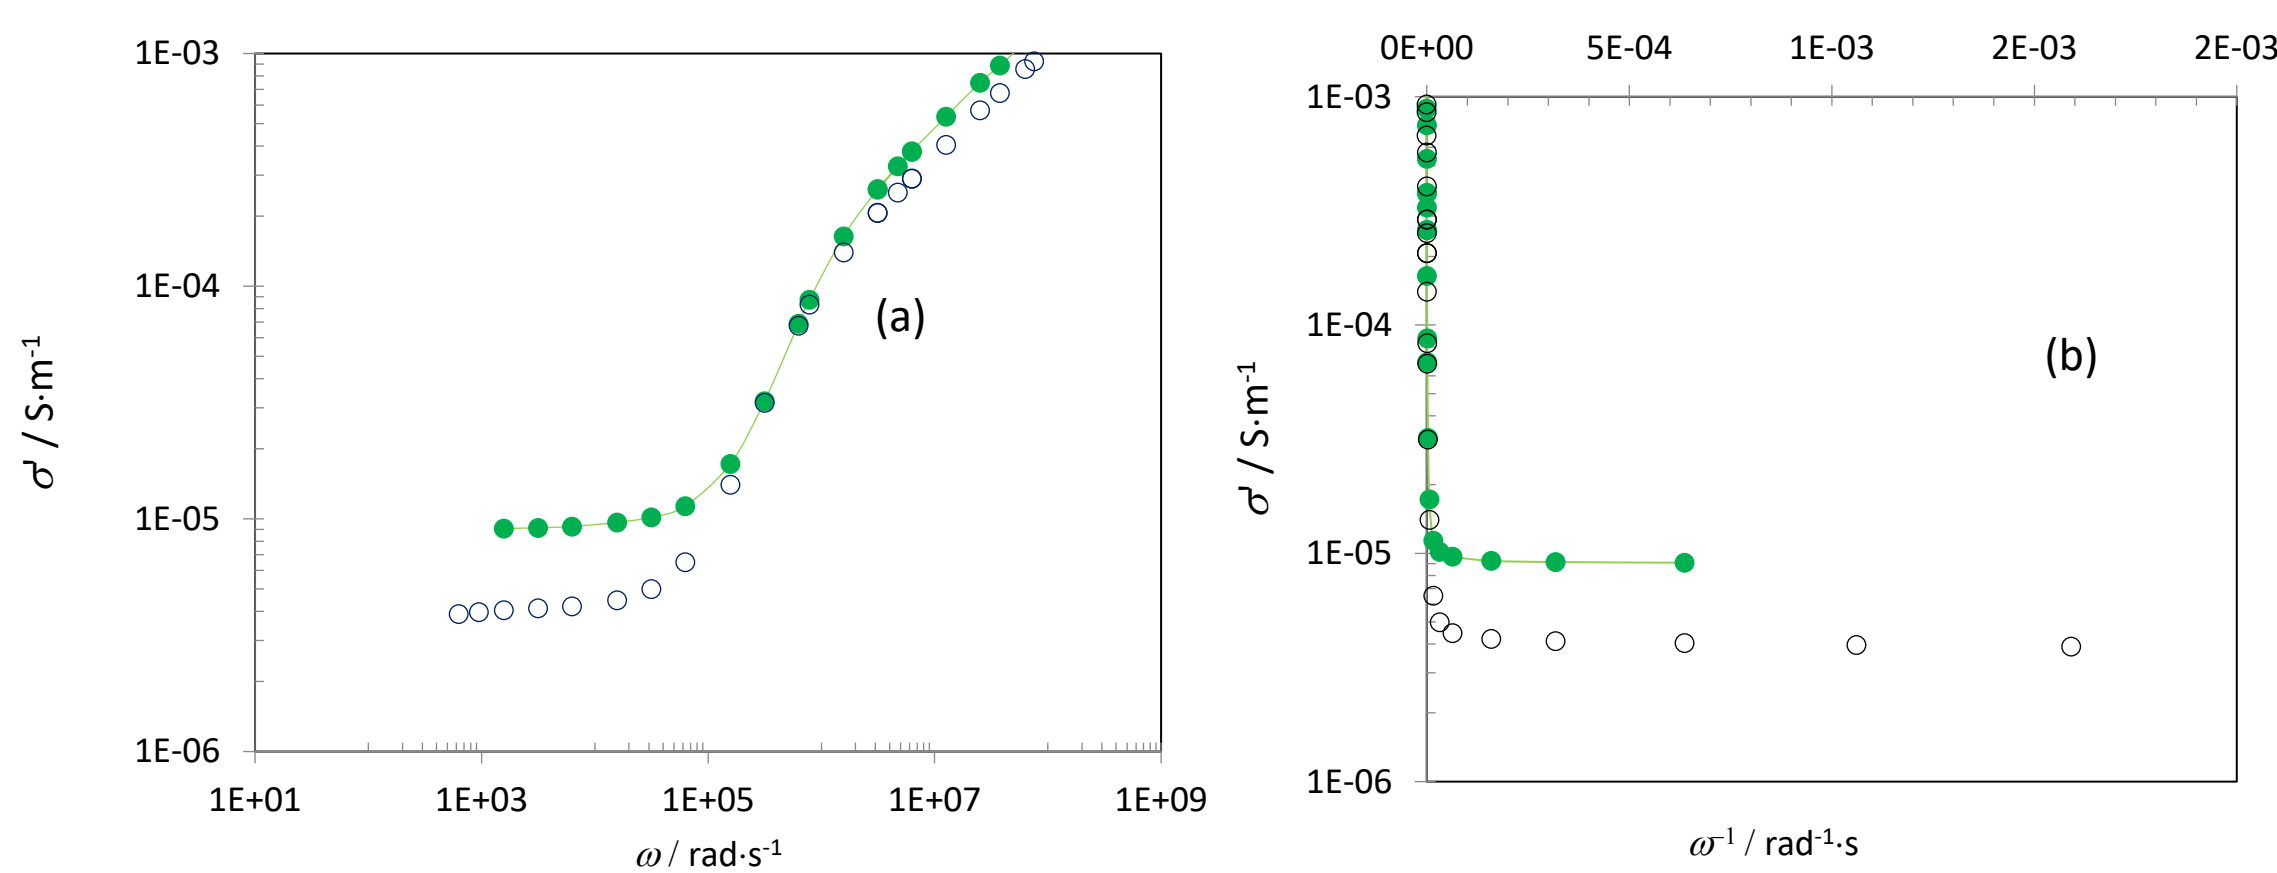 1E-03
1E-04
1E-05
1E-06
1E+01 1E+03 1E+05 1E+07 1E+09
σ' / S·m-1
ω / rad·s-1
(a)
0E+00 5E-04 1E-03 2E-03 2E-03
1E-03
1E-04
1E-05
1E-06
σ' / S·m-1
ω–1 / rad-1·s
(b)